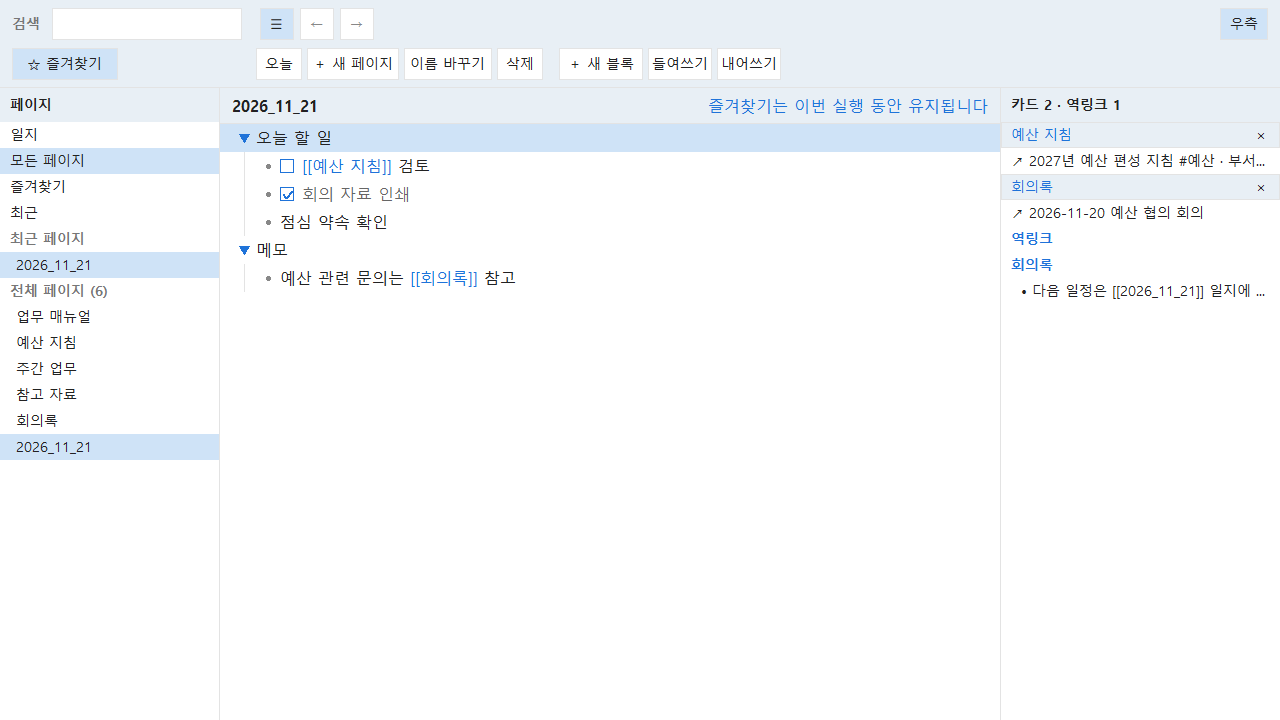 검색 ☰ ← → 우측
☆ 즐겨찾기 오늘 + 새 페이지 이름 바꾸기 삭제 + 새 블록 들여쓰기 내어쓰기
페이지
일지
모든 페이지
즐겨찾기
최근
최근 페이지
2026_11_21
전체 페이지 (6)
업무 매뉴얼
예산 지침
주간 업무
참고 자료
회의록
2026_11_21
2026_11_21 즐겨찾기는 이번 실행 동안 유지됩니다
▼ 오늘 할 일
• ☐ [[예산 지침]] 검토
• ☑ 회의 자료 인쇄
• 점심 약속 확인
▼ 메모
• 예산 관련 문의는 [[회의록]] 참고
카드 2 · 역링크 1
예산 지침 ×
↗ 2027년 예산 편성 지침 #예산 · 부서...
회의록 ×
↗ 2026-11-20 예산 협의 회의
역링크
회의록
• 다음 일정은 [[2026_11_21]] 일지에 ...